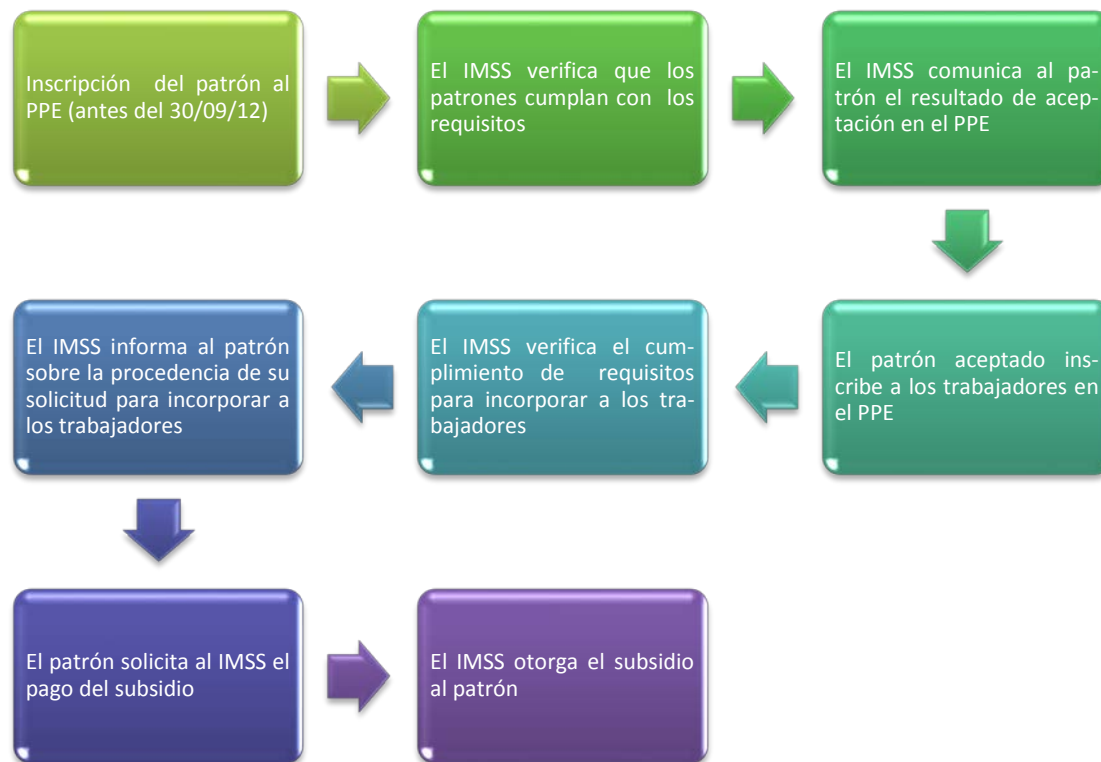 Inscripción del patrón al
PPE (antes del 30/09/12)
El IMSS verifica que los
patrones cumplan con los
requisitos
El IMSS comunica al pa-
trón el resultado de acep-
tación en el PPE
El patrón aceptado ins-
cribe a los trabajadores en
el PPE
El IMSS verifica el cum-
plimiento de requisitos
para incorporar a los tra-
bajadores
El IMSS informa al patrón
sobre la procedencia de su
solicitud para incorporar a
los trabajadores
El patrón solicita al IMSS el
pago del subsidio
El IMSS otorga el subsidio
al patrón